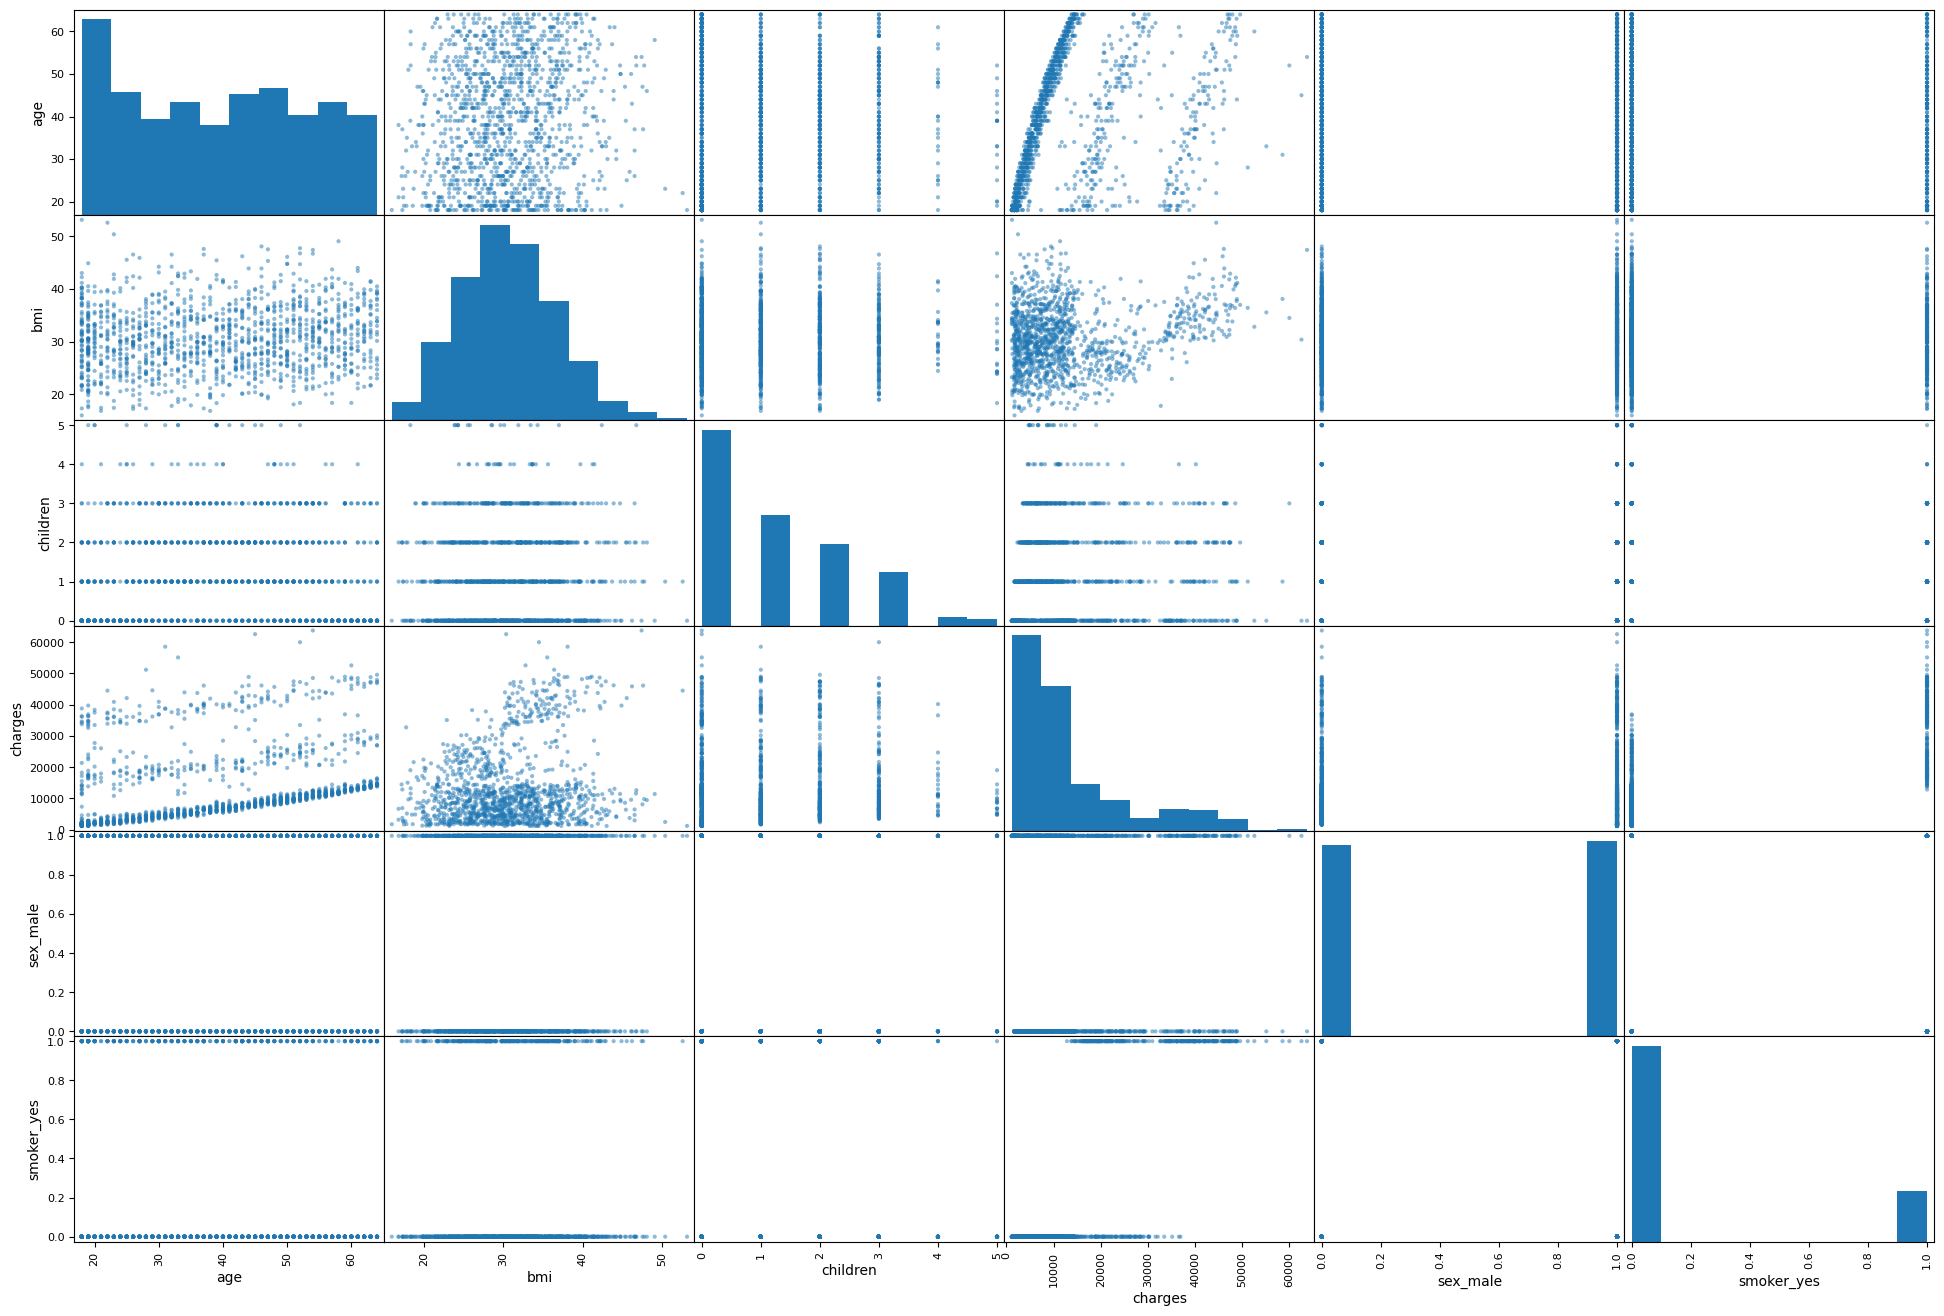 60
50
40
30
20
age
50
40
30
20
bmi
5
4
3
2
1
0
children
60000
50000
40000
30000
20000
10000
0
charges
1.0
0.8
0.6
0.4
0.2
0.0
sex_male
1.0
0.8
0.6
0.4
0.2
0.0
smoker_yes
20 30 40 50 60
20 30 40 50
0 1 2 3 4 5
0 10000 20000 30000 40000 50000 60000
0.0 0.2 0.4 0.6 0.8 1.0
0.0 0.2 0.4 0.6 0.8 1.0
age bmi children charges sex_male smoker_yes